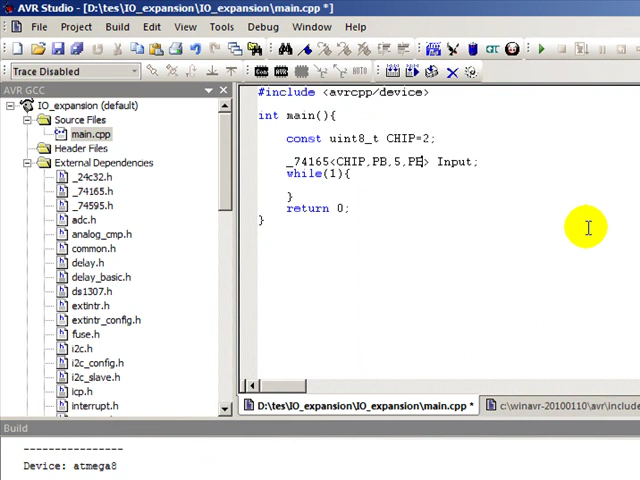 AVR Studio - [D:\tes\IO_expansion\IO_expansion\main.cpp *]
File Project Build Edit View Tools Debug Window Help
Trace Disabled
AVR GCC
IO_expansion (default)
Source Files
main.cpp
Header Files
External Dependencies
_24c32.h
_74165.h
_74595.h
adc.h
analog_cmp.h
common.h
delay.h
delay_basic.h
ds1307.h
extintr.h
extintr_config.h
fuse.h
i2c.h
i2c_config.h
i2c_slave.h
icp.h
interrupt.h
#include <avrcpp/device>
int main(){
const uint8_t CHIP=2;
_74165<CHIP,PB,5,PE> Input;
while(1){
}
return 0;
}
D:\tes\IO_expansion\IO_expansion\main.cpp *
c:\winavr-20100110\avr\include
Build
----------------
Device: atmega8